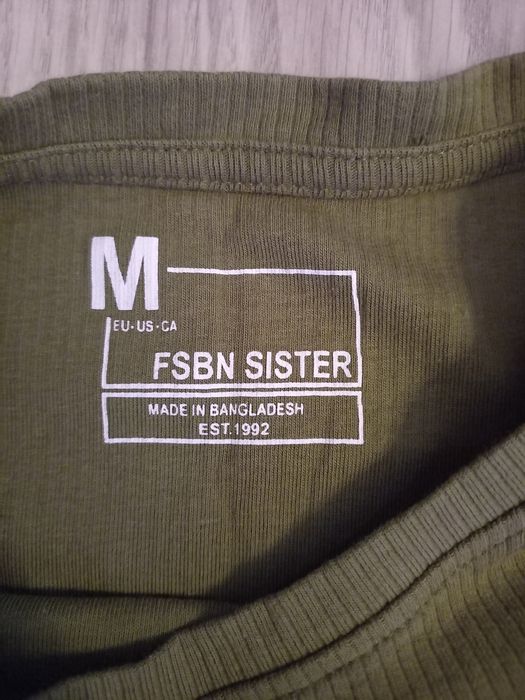 M
EU-US-CA
FSBN SISTER
MADE IN BANGLADESH
EST.1992